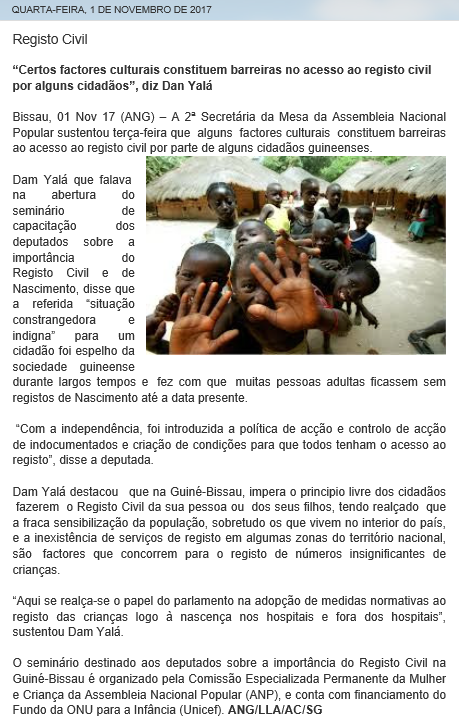 QUARTA-FEIRA, 1 DE NOVEMBRO DE 2017
Registo Civil
“Certos factores culturais constituem barreiras no acesso ao registo civil
por alguns cidadãos”, diz Dan Yalá
Bissau, 01 Nov 17 (ANG) – A 2ª Secretária da Mesa da Assembleia Nacional
Popular sustentou terça-feira que alguns factores culturais constituem barreiras
ao acesso ao registo civil por parte de alguns cidadãos guineenses.
Dam Yalá que falava
na abertura do
seminário de
capacitação dos
deputados sobre a
importância do
Registo Civil e de
Nascimento, disse que
a referida “situação
constrangedora e
indigna” para um
cidadão foi espelho da
sociedade guineense
durante largos tempos e fez com que muitas pessoas adultas ficassem sem
registos de Nascimento até a data presente.
“Com a independência, foi introduzida a política de acção e controlo de acção
de indocumentados e criação de condições para que todos tenham o acesso ao
registo”, disse a deputada.
Dam Yalá destacou que na Guiné-Bissau, impera o principio livre dos cidadãos
fazerem o Registo Civil da sua pessoa ou dos seus filhos, tendo realçado que
a fraca sensibilização da população, sobretudo os que vivem no interior do país,
e a inexistência de serviços de registo em algumas zonas do território nacional,
são factores que concorrem para o registo de números insignificantes de
crianças.
“Aqui se realça-se o papel do parlamento na adopção de medidas normativas ao
registo das crianças logo à nascença nos hospitais e fora dos hospitais”,
sustentou Dam Yalá.
O seminário destinado aos deputados sobre a importância do Registo Civil na
Guiné-Bissau é organizado pela Comissão Especializada Permanente da Mulher
e Criança da Assembleia Nacional Popular (ANP), e conta com financiamento do
Fundo da ONU para a Infância (Unicef). ANG/LLA/AC/SG